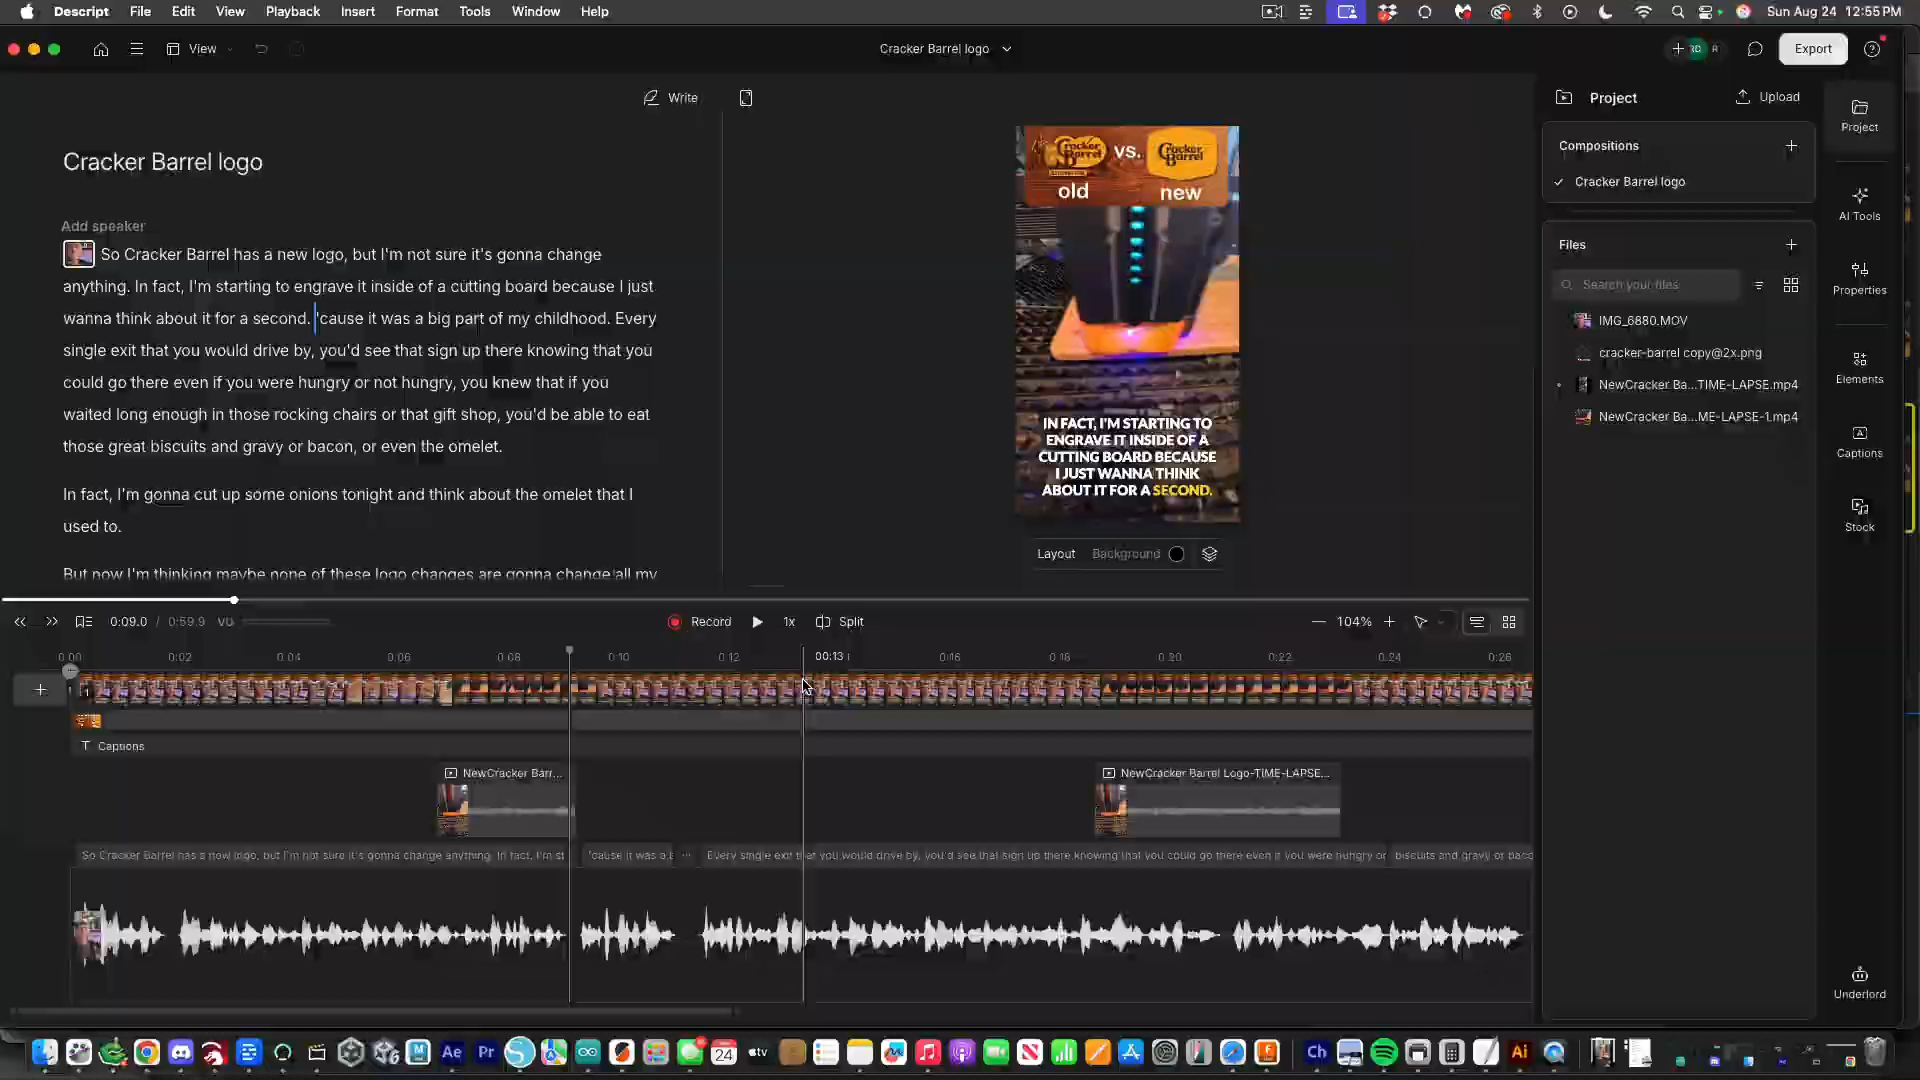 Descript File Edit View Playback Insert Format Tools Window Help
Sun Aug 24 12:55 PM
View
Cracker Barrel logo
Export
Write
Cracker Barrel logo
Add speaker
So Cracker Barrel has a new logo, but I'm not sure it's gonna change
anything. In fact, I'm starting to engrave it inside of a cutting board because I just
wanna think about it for a second. 'cause it was a big part of my childhood. Every
single exit that you would drive by, you'd see that sign up there knowing that you
could go there even if you were hungry or not hungry, you knew that if you
waited long enough in those rocking chairs or that gift shop, you'd be able to eat
those great biscuits and gravy or bacon, or even the omelet.
In fact, I'm gonna cut up some onions tonight and think about the omelet that I
used to.
But now I'm thinking maybe none of these logo changes are gonna change all my
Cracker Barrel
vs.
Cracker Barrel
old
new
IN FACT, I'M STARTING TO
ENGRAVE IT INSIDE OF A
CUTTING BOARD BECAUSE
I JUST WANNA THINK
ABOUT IT FOR A SECOND.
Layout Background
Project
Upload
Compositions
Cracker Barrel logo
Files
Search your files
IMG_6880.MOV
cracker-barrel copy@2x.png
NewCracker Ba...TIME-LAPSE.mp4
NewCracker Ba...ME-LAPSE-1.mp4
Project
AI Tools
Properties
Elements
Captions
Stock
Underlord
0:09.0 / 0:59.9
Record
1x
Split
104%
0:00 0:02 0:04 0:06 0:08 0:10 0:12 00:13 0:16 0:18 0:20 0:22 0:24 0:26
1
Captions
NewCracker Barr...
NewCracker Barrel Logo-TIME-LAPSE...
So Cracker Barrel has a new logo, but I'm not sure it's gonna change anything. In fact, I'm st
'cause it was a b ...
Every single exit that you would drive by, you'd see that sign up there knowing that you could go there even if you were hungry or
biscuits and gravy or baco
AUG
24
tv
Ae
Pr
Ch
Ai